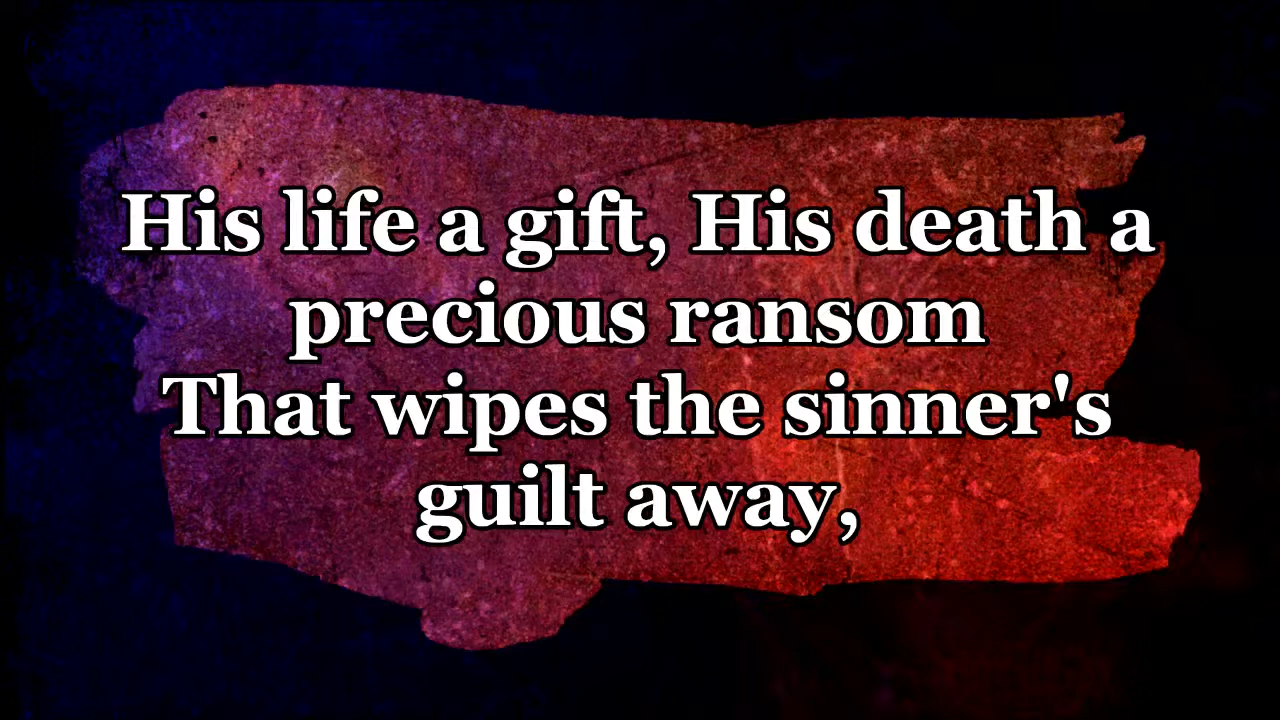 His life a gift, His death a
precious ransom
That wipes the sinner's
guilt away,